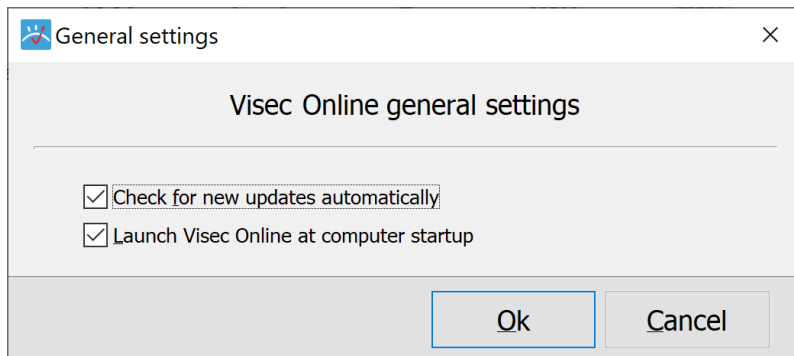 General settings
Visec Online general settings
Check for new updates automatically
Launch Visec Online at computer startup
Ok Cancel